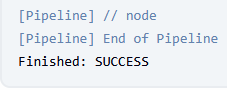 [Pipeline] // node
[Pipeline] End of Pipeline
Finished: SUCCESS